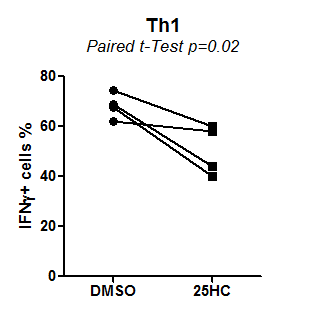 Th1
Paired t-Test p=0.02
IFNγ+ cells %
80
60
40
20
0
DMSO
25HC